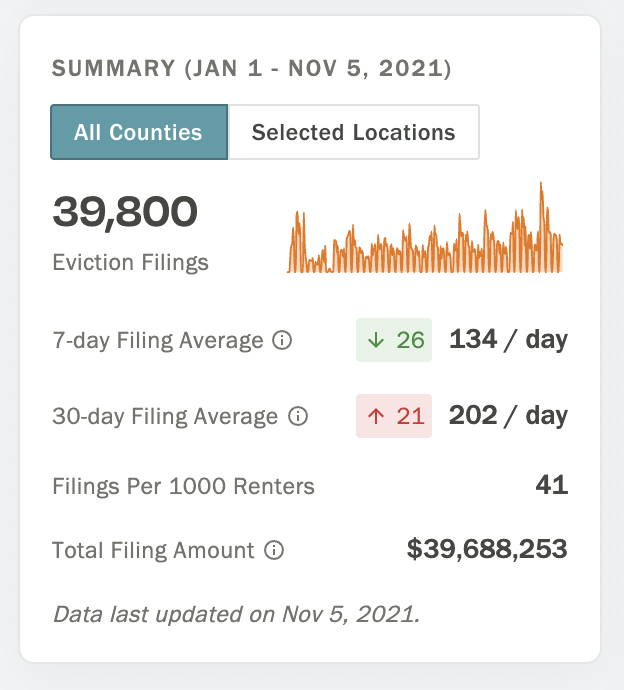 SUMMARY (JAN 1 - NOV 5, 2021)
All Counties Selected Locations
39,800
Eviction Filings
7-day Filing Average ↓ 26 134 / day
30-day Filing Average ↑ 21 202 / day
Filings Per 1000 Renters 41
Total Filing Amount $39,688,253
Data last updated on Nov 5, 2021.